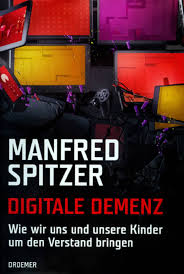 MANFRED
SPITZER
DIGITALE DEMENZ
Wie wir uns und unsere Kinder
um den Verstand bringen
DROEMER